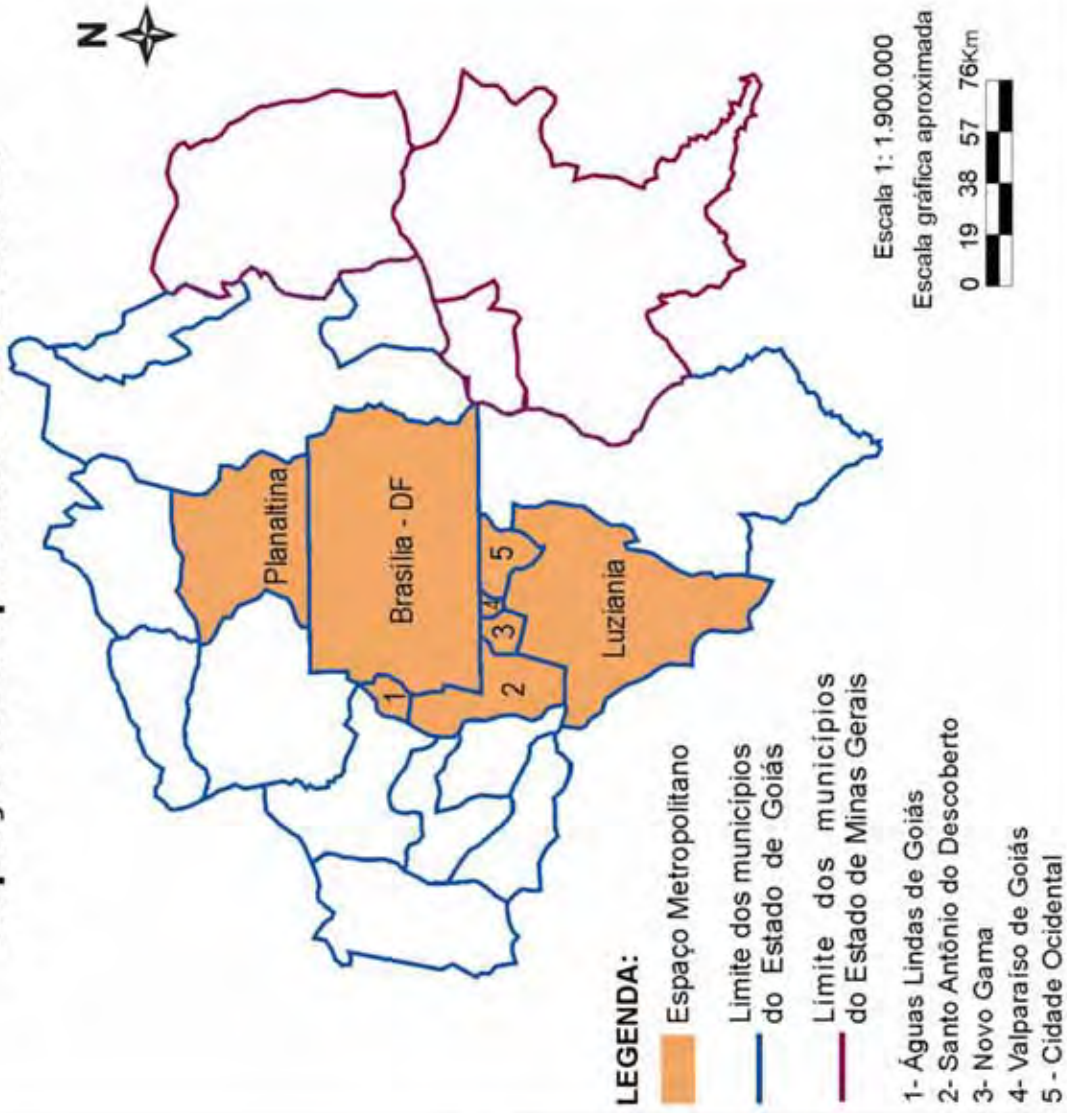 N
Planaltina
Brasília - DF
1
2
3
4
5
Luziania
LEGENDA:
Espaço Metropolitano
Limite dos municípios
do Estado de Goiás
Limite dos municípios
do Estado de Minas Gerais
1- Águas Lindas de Goiás
2- Santo Antônio do Descoberto
3- Novo Gama
4- Valparaíso de Goiás
5 - Cidade Ocidental
Escala 1: 1.900.000
Escala gráfica aproximada
0 19 38 57 76Km